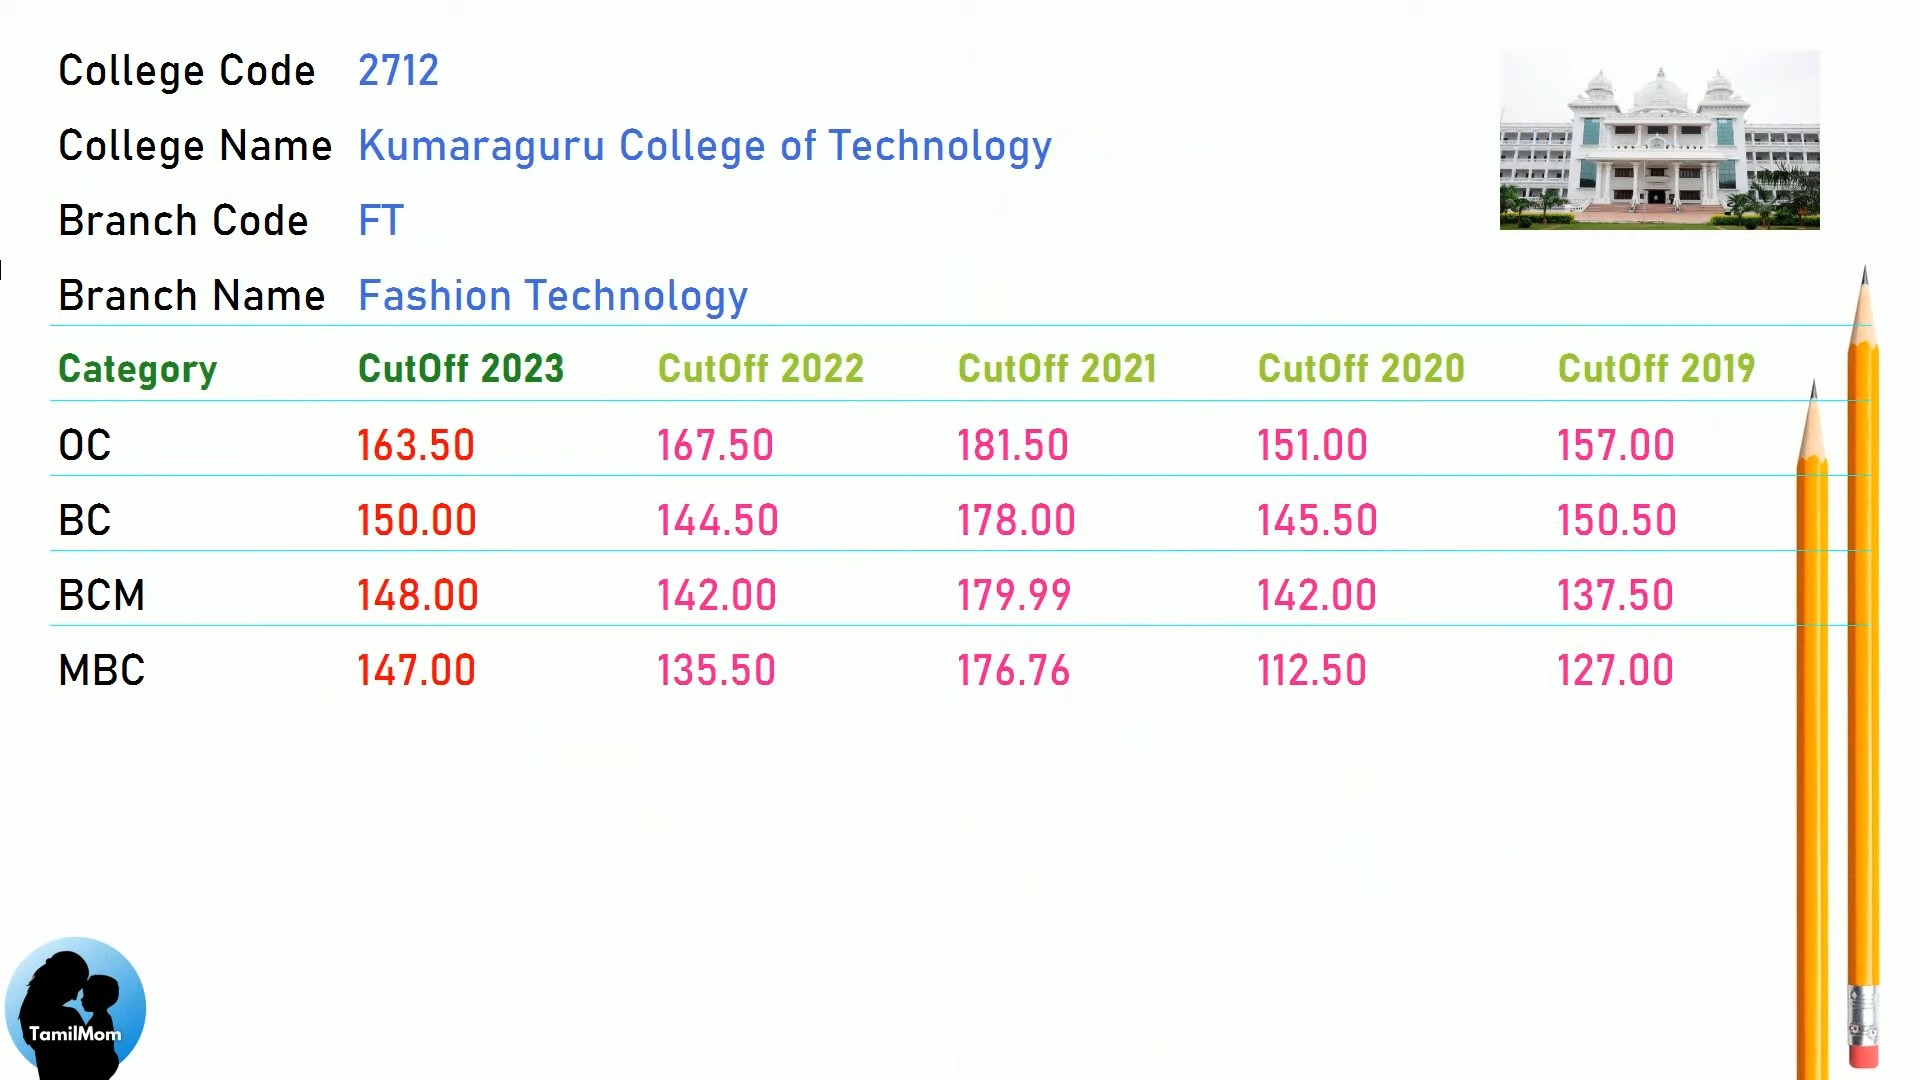 College Code 2712
College Name Kumaraguru College of Technology
Branch Code FT
Branch Name Fashion Technology
Category CutOff 2023 CutOff 2022 CutOff 2021 CutOff 2020 CutOff 2019
OC 163.50 167.50 181.50 151.00 157.00
BC 150.00 144.50 178.00 145.50 150.50
BCM 148.00 142.00 179.99 142.00 137.50
MBC 147.00 135.50 176.76 112.50 127.00
TamilMom